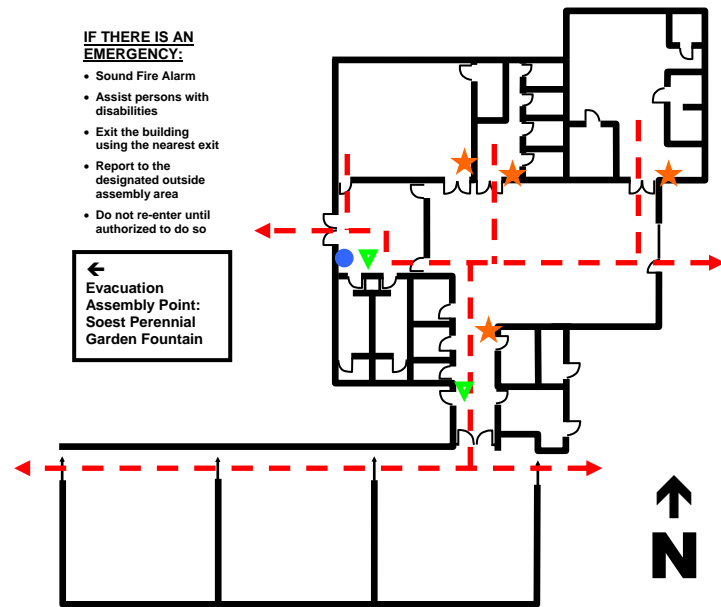 IF THERE IS AN
EMERGENCY:
• Sound Fire Alarm
• Assist persons with
disabilities
• Exit the building
using the nearest exit
• Report to the
designated outside
assembly area
• Do not re-enter until
authorized to do so
←
Evacuation
Assembly Point:
Soest Perennial
Garden Fountain
N